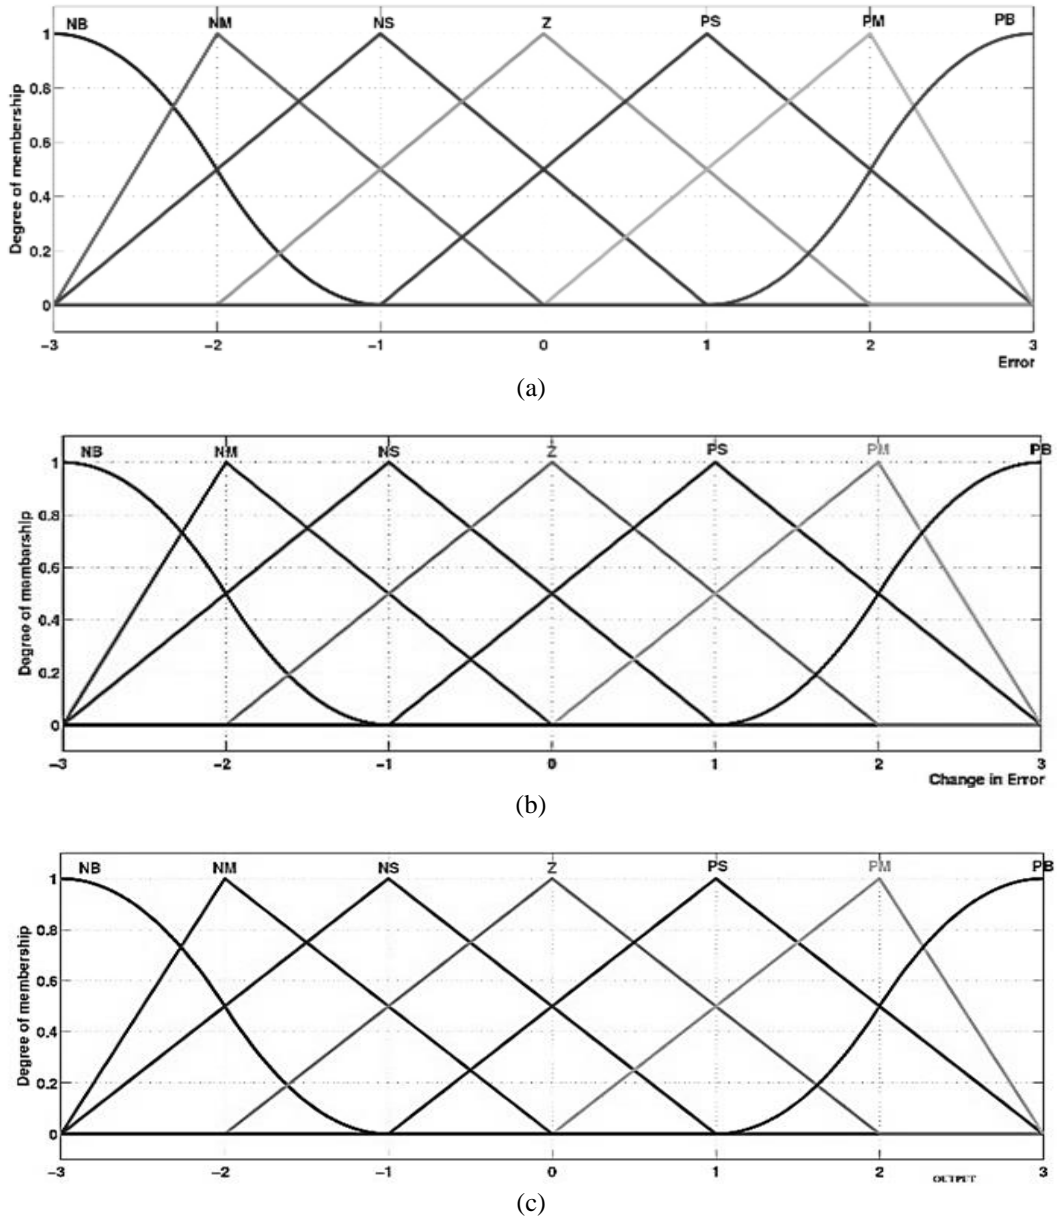 NB NM NS Z PS PM PB
1
0.8
0.6
0.4
0.2
0
Degree of membership
-3 -2 -1 0 1 2 3
Error
(a)
NB NM NS Z PS PM PB
1
0.8
0.6
0.4
0.2
0
Degree of membarship
-3 -2 -1 0 1 2 3
Change in Error
(b)
NB NM NS Z PS PM PB
1
0.8
0.6
0.4
0.2
0
Degree of membership
-3 -2 -1 0 1 2 3
OUTPUT
(c)